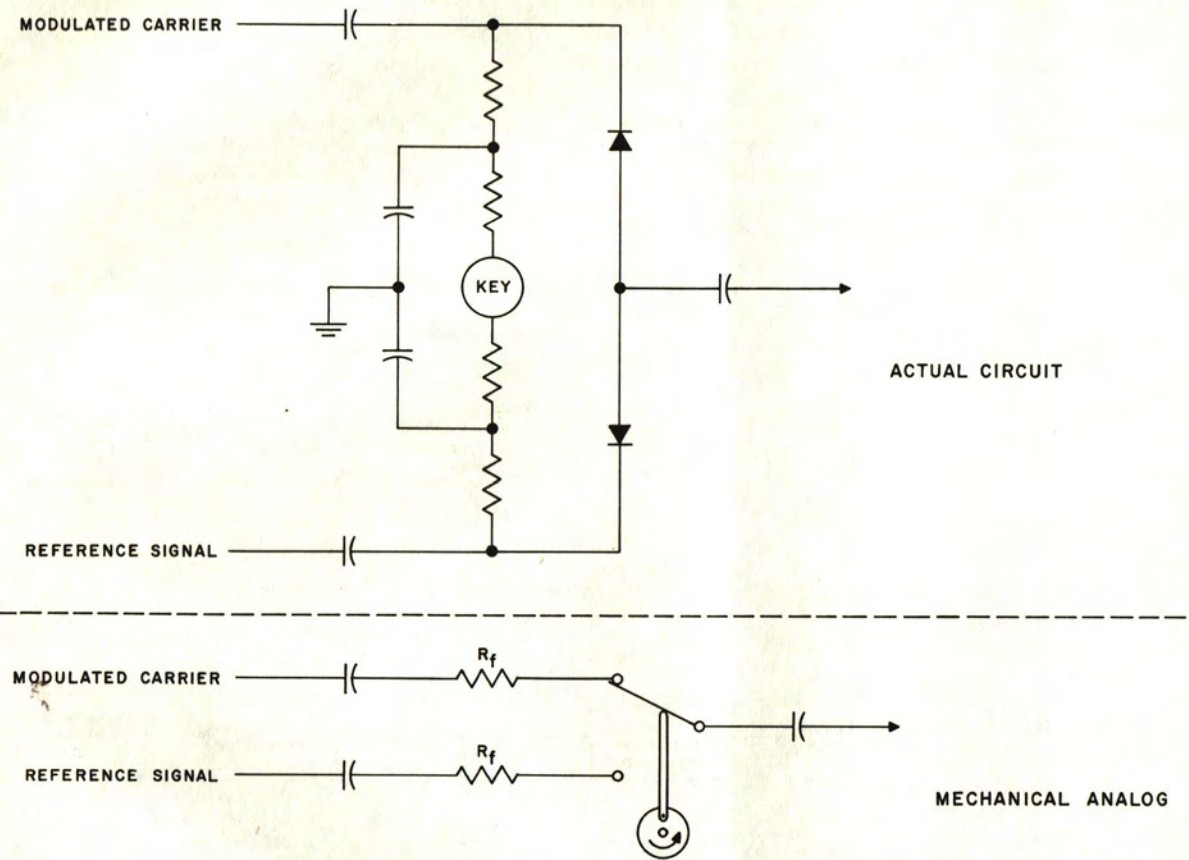 MODULATED CARRIER
KEY
ACTUAL CIRCUIT
REFERENCE SIGNAL
MODULATED CARRIER
Rf
REFERENCE SIGNAL
Rf
MECHANICAL ANALOG